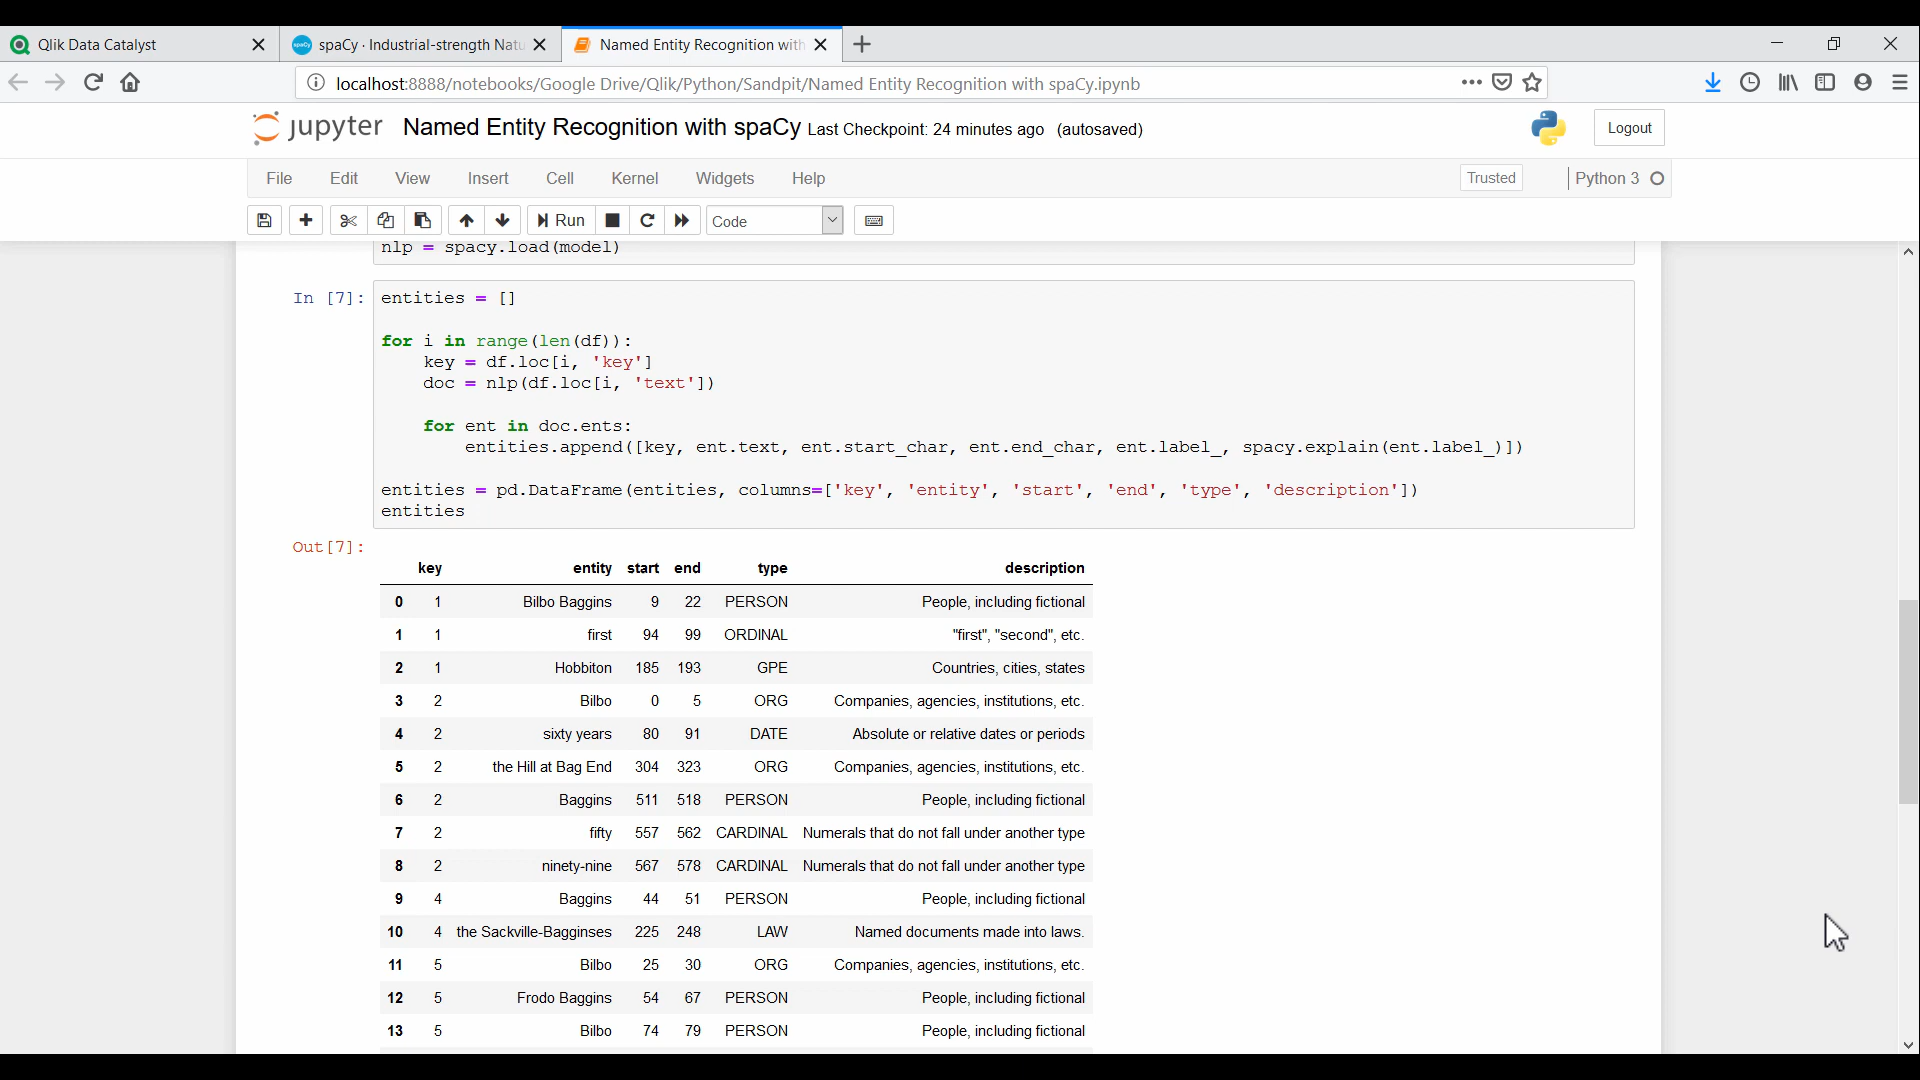 Qlik Data Catalyst
spaCy · Industrial-strength Natu
Named Entity Recognition with
localhost:8888/notebooks/Google Drive/Qlik/Python/Sandpit/Named Entity Recognition with spaCy.ipynb
jupyter Named Entity Recognition with spaCy Last Checkpoint: 24 minutes ago (autosaved)
Logout
File Edit View Insert Cell Kernel Widgets Help
Trusted
Python 3
Run
Code
nlp = spacy.load(model)
In [7]: entities = []
for i in range(len(df)):
    key = df.loc[i, 'key']
    doc = nlp(df.loc[i, 'text'])
    for ent in doc.ents:
        entities.append([key, ent.text, ent.start_char, ent.end_char, ent.label_, spacy.explain(ent.label_)])
entities = pd.DataFrame(entities, columns=['key', 'entity', 'start', 'end', 'type', 'description'])
entities
Out[7]:
key entity start end type description
0 1 Bilbo Baggins 9 22 PERSON People, including fictional
1 1 first 94 99 ORDINAL "first", "second", etc.
2 1 Hobbiton 185 193 GPE Countries, cities, states
3 2 Bilbo 0 5 ORG Companies, agencies, institutions, etc.
4 2 sixty years 80 91 DATE Absolute or relative dates or periods
5 2 the Hill at Bag End 304 323 ORG Companies, agencies, institutions, etc.
6 2 Baggins 511 518 PERSON People, including fictional
7 2 fifty 557 562 CARDINAL Numerals that do not fall under another type
8 2 ninety-nine 567 578 CARDINAL Numerals that do not fall under another type
9 4 Baggins 44 51 PERSON People, including fictional
10 4 the Sackville-Bagginses 225 248 LAW Named documents made into laws.
11 5 Bilbo 25 30 ORG Companies, agencies, institutions, etc.
12 5 Frodo Baggins 54 67 PERSON People, including fictional
13 5 Bilbo 74 79 PERSON People, including fictional